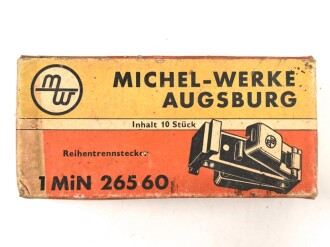 MW
MICHEL-WERKE
AUGSBURG
Inhalt 10 Stück
Reihentrennstecker
1 MiN 265 60